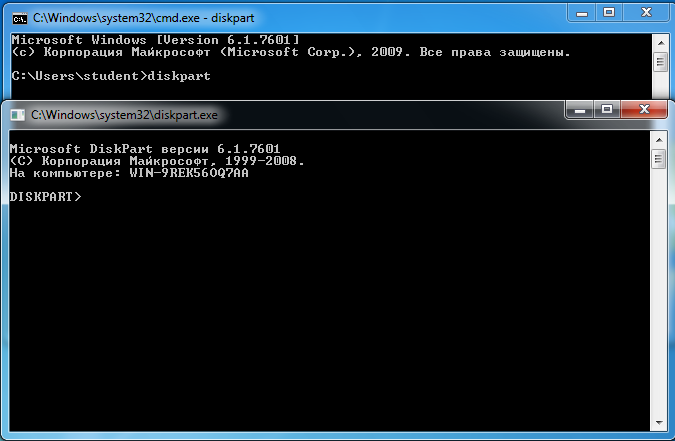 C:\Windows\system32\cmd.exe - diskpart
Microsoft Windows [Version 6.1.7601]
(c) Корпорация Майкрософт (Microsoft Corp.), 2009. Все права защищены.
C:\Users\student>diskpart
C:\Windows\system32\diskpart.exe
Microsoft DiskPart версии 6.1.7601
(C) Корпорация Майкрософт, 1999-2008.
На компьютере: WIN-9REK56OQ7AA
DISKPART>